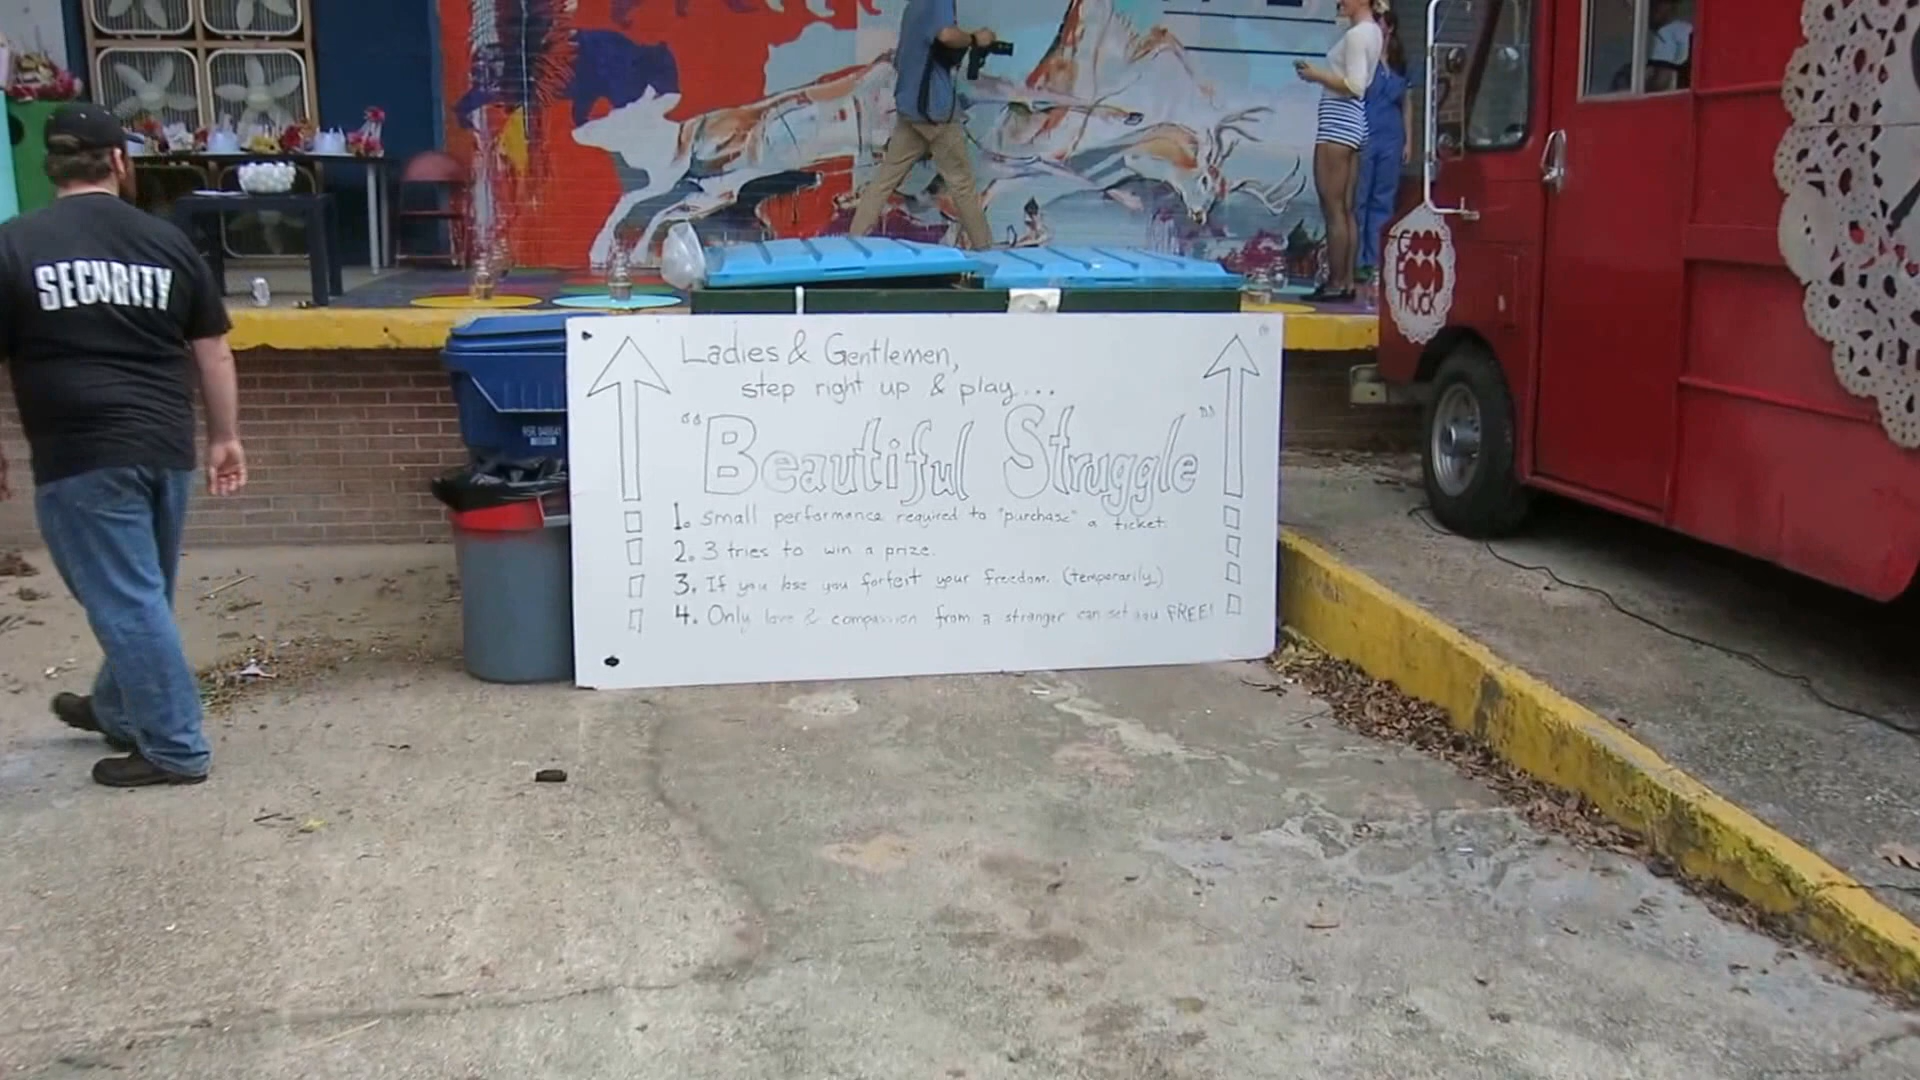 SECURITY
Ladies & Gentlemen,
step right up & play...
"Beautiful Struggle"
1. Small performance required to "purchase" a ticket.
2. 3 tries to win a prize.
3. If you lose you forfeit your freedom. (temporarily)
4. Only love & compassion from a stranger can set you FREE!
TRUCK